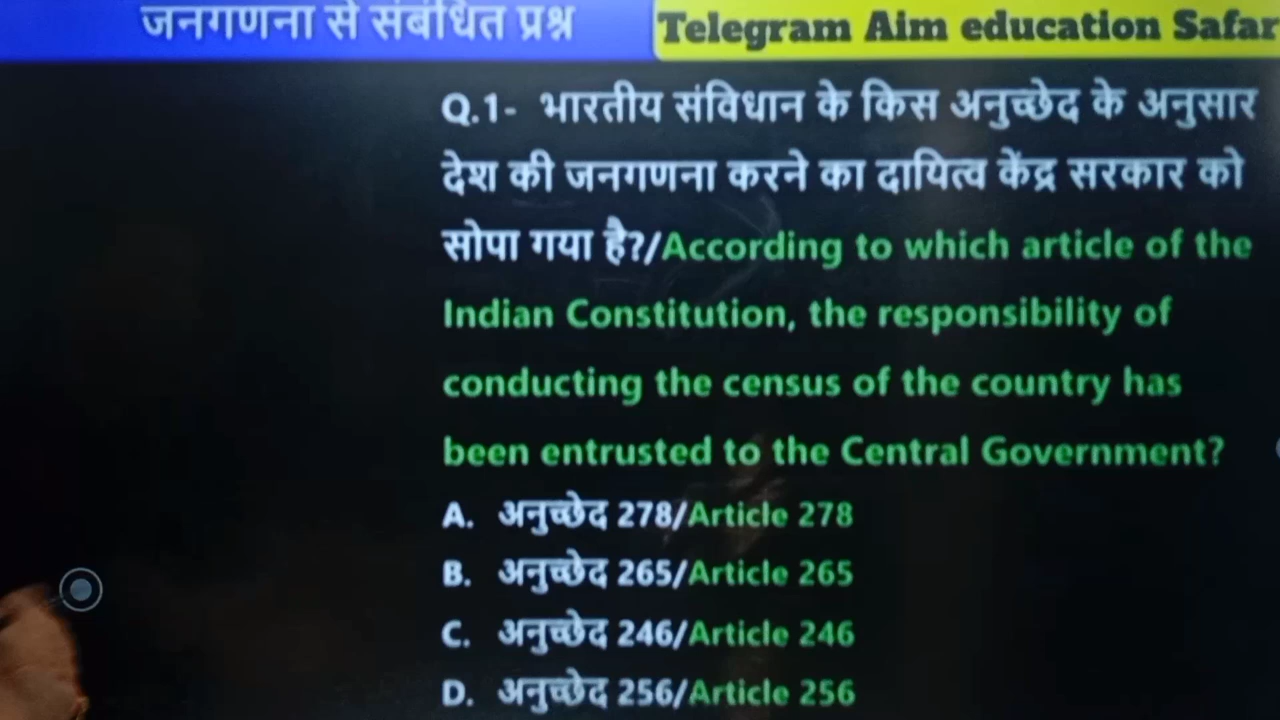 जनगणना से संबंधित प्रश्न
Telegram Aim education Safar
Q.1- भारतीय संविधान के किस अनुच्छेद के अनुसार
देश की जनगणना करने का दायित्व केंद्र सरकार को
सोपा गया है?/According to which article of the
Indian Constitution, the responsibility of
conducting the census of the country has
been entrusted to the Central Government?
A. अनुच्छेद 278/Article 278
B. अनुच्छेद 265/Article 265
C. अनुच्छेद 246/Article 246
D. अनुच्छेद 256/Article 256